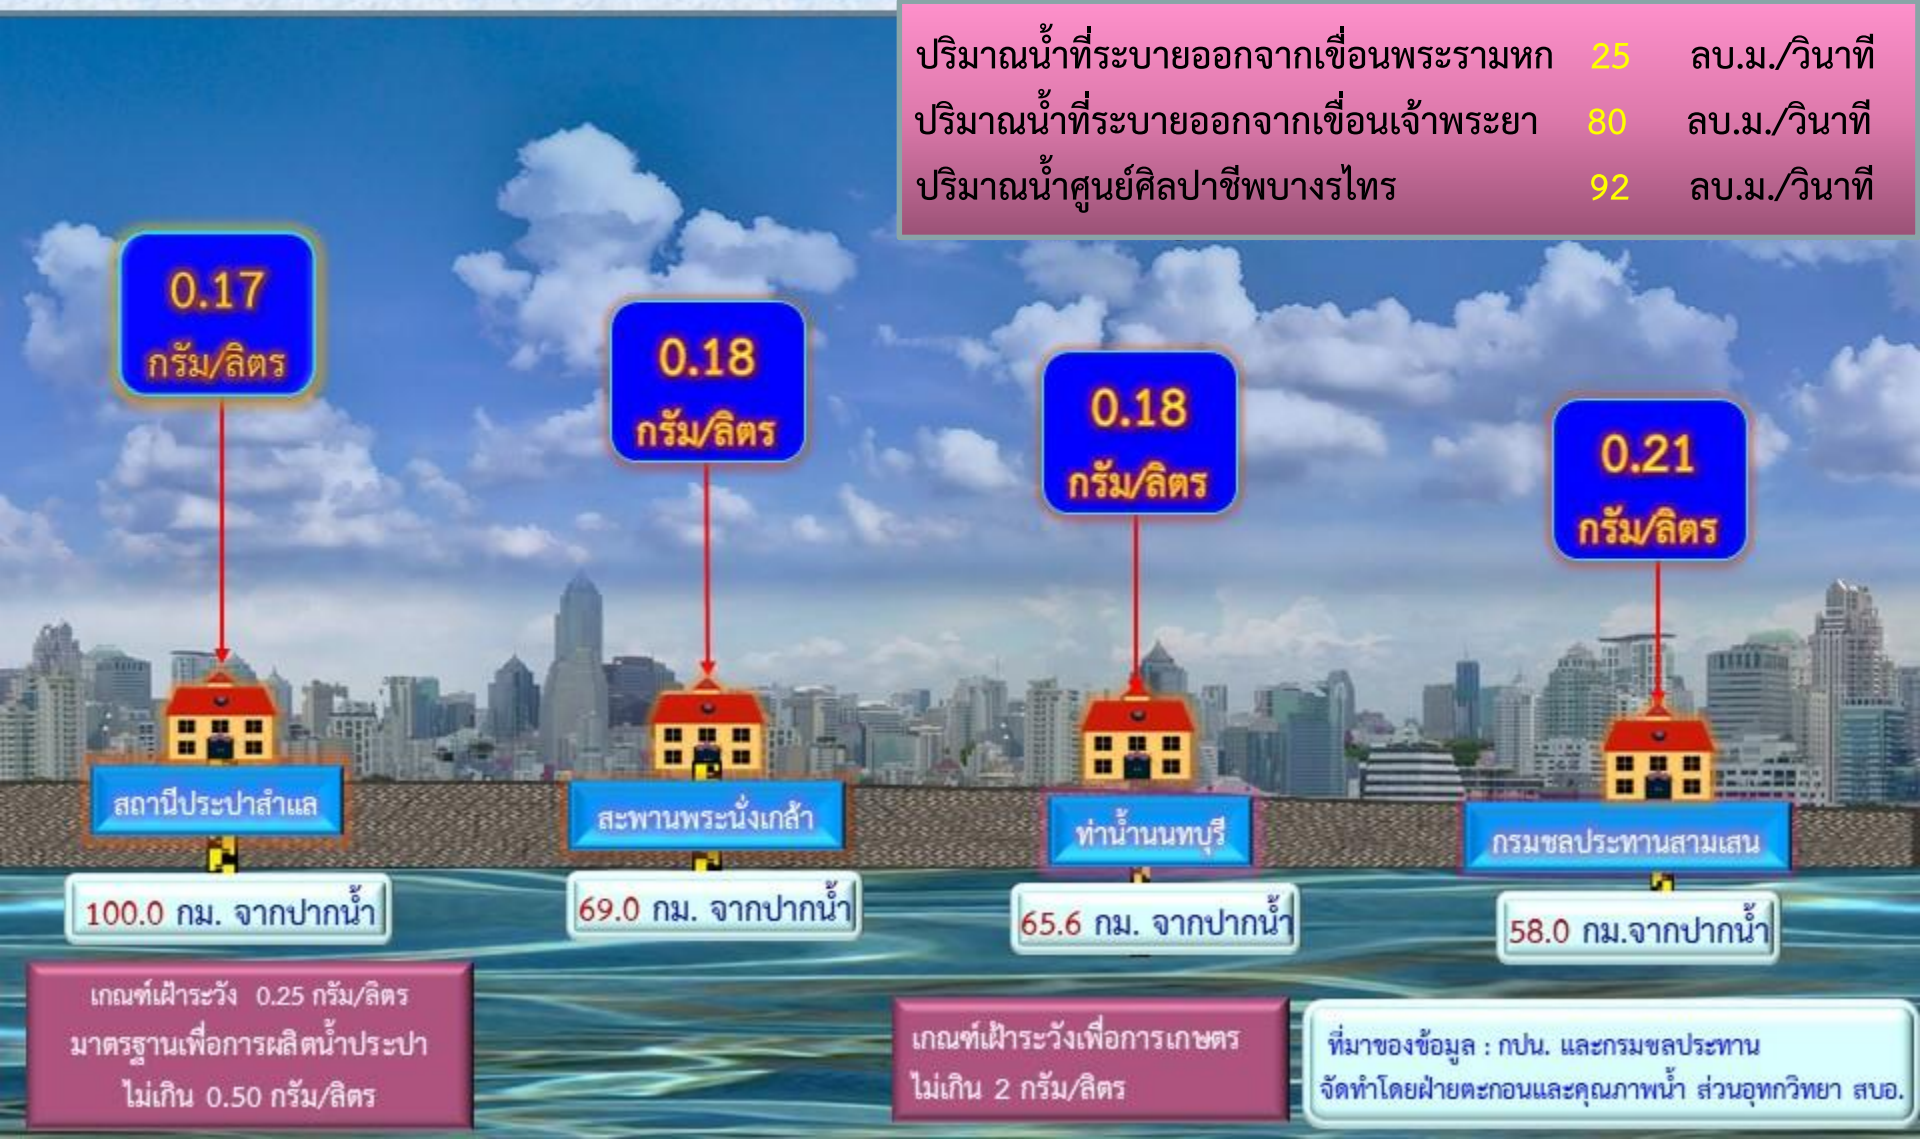 ปริมาณน้ำที่ระบายออกจากเขื่อนพระรามหก 25 ลบ.ม./วินาที
ปริมาณน้ำที่ระบายออกจากเขื่อนเจ้าพระยา 80 ลบ.ม./วินาที
ปริมาณน้ำศูนย์ศิลปาชีพบางรไทร 92 ลบ.ม./วินาที
0.17
กรัม/ลิตร
0.18
กรัม/ลิตร
0.18
กรัม/ลิตร
0.21
กรัม/ลิตร
สถานีประปาสำแล
สะพานพระนั่งเกล้า
ท่าน้ำนนทบุรี
กรมชลประทานสามเสน
100.0 กม. จากปากน้ำ
69.0 กม. จากปากน้ำ
65.6 กม. จากปากน้ำ
58.0 กม.จากปากน้ำ
เกณฑ์เฝ้าระวัง 0.25 กรัม/ลิตร
มาตรฐานเพื่อการผลิตน้ำประปา
ไม่เกิน 0.50 กรัม/ลิตร
เกณฑ์เฝ้าระวังเพื่อการเกษตร
ไม่เกิน 2 กรัม/ลิตร
ที่มาของข้อมูล : กปน. และกรมชลประทาน
จัดทำโดยฝ่ายตะกอนและคุณภาพน้ำ ส่วนอุทกวิทยา สบอ.